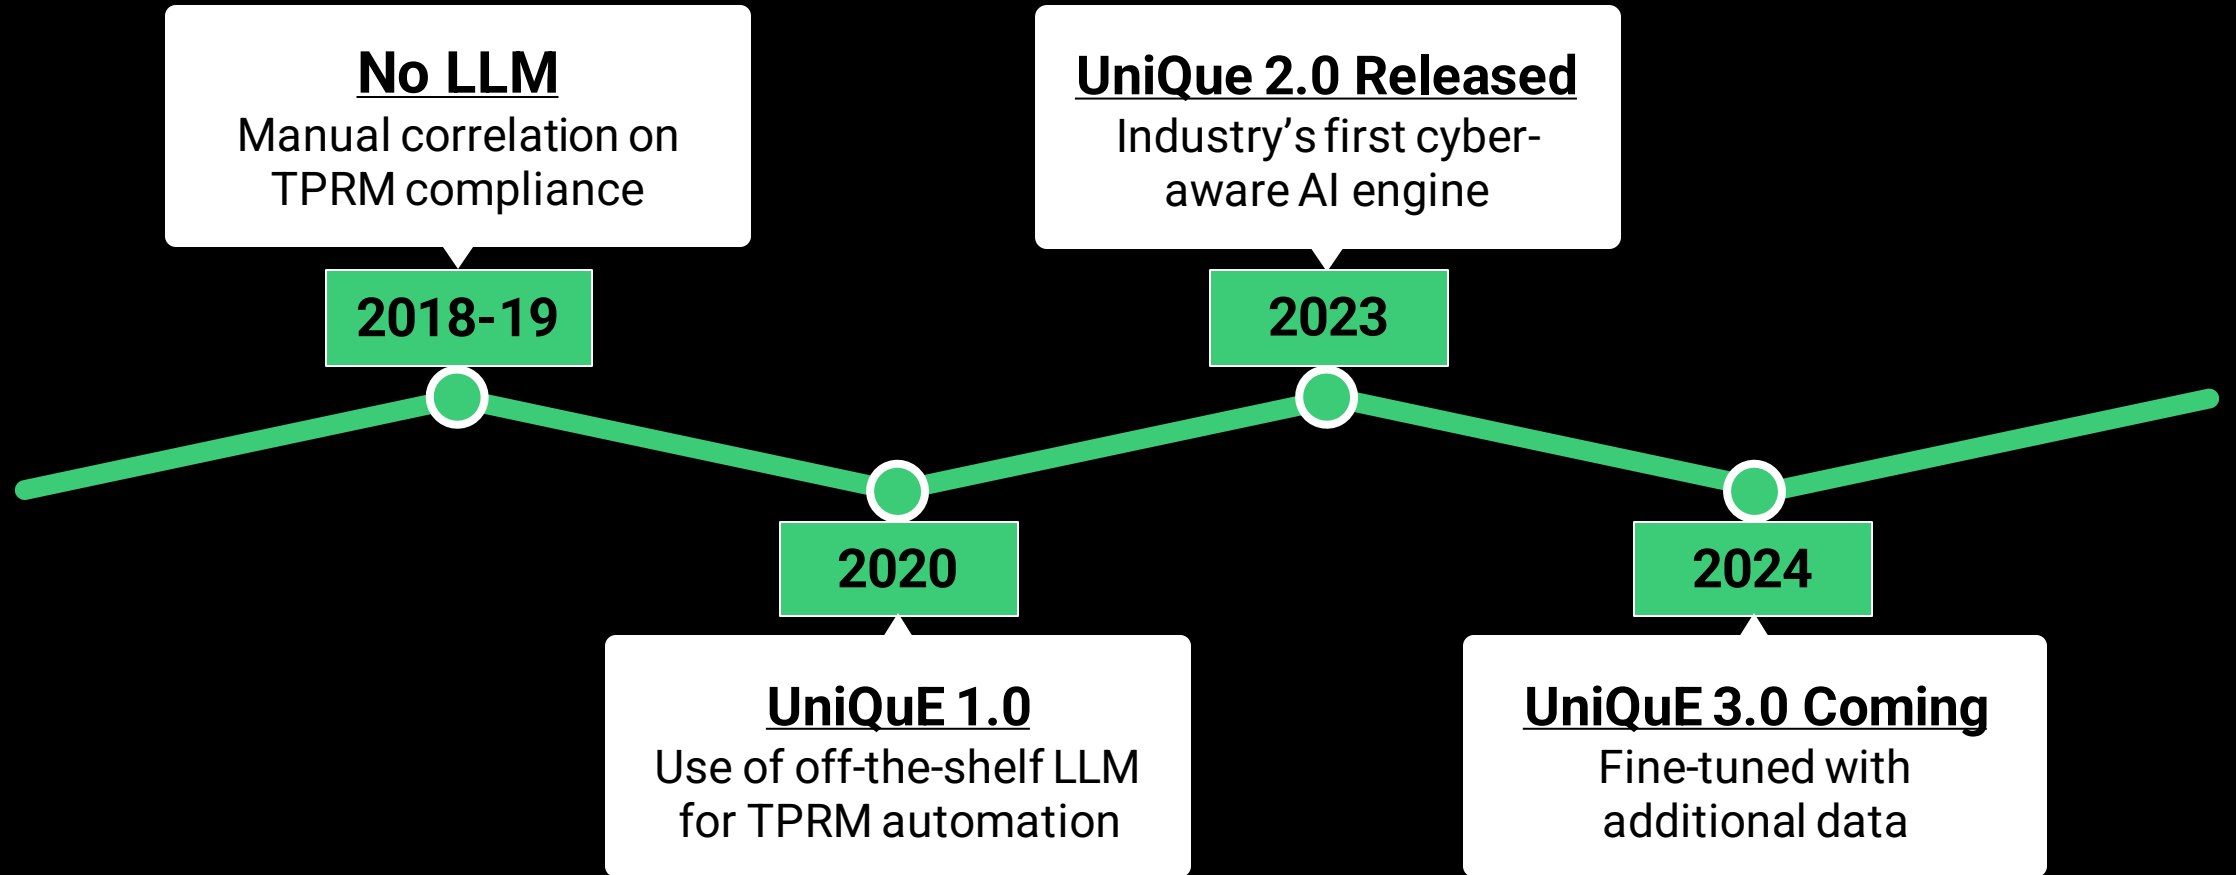 No LLM
Manual correlation on
TPRM compliance
2018-19
2020
UniQuE 1.0
Use of off-the-shelf LLM
for TPRM automation
UniQue 2.0 Released
Industry’s first cyber-
aware AI engine
2023
2024
UniQuE 3.0 Coming
Fine-tuned with
additional data